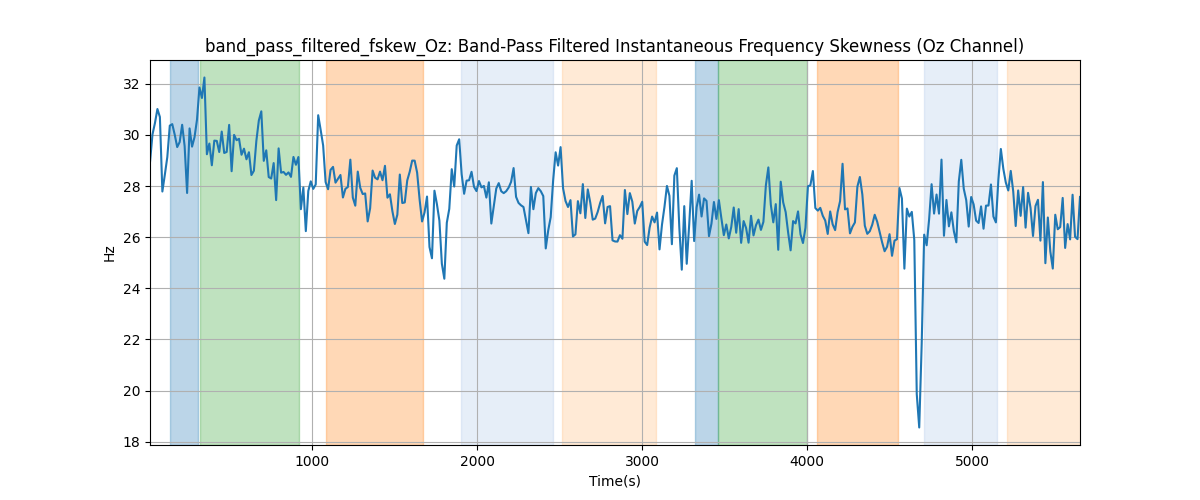 band_pass_filtered_fskew_Oz: Band-Pass Filtered Instantaneous Frequency Skewness (Oz Channel)
32
30
28
26
24
22
20
18
Hz
1000 2000 3000 4000 5000
Time(s)